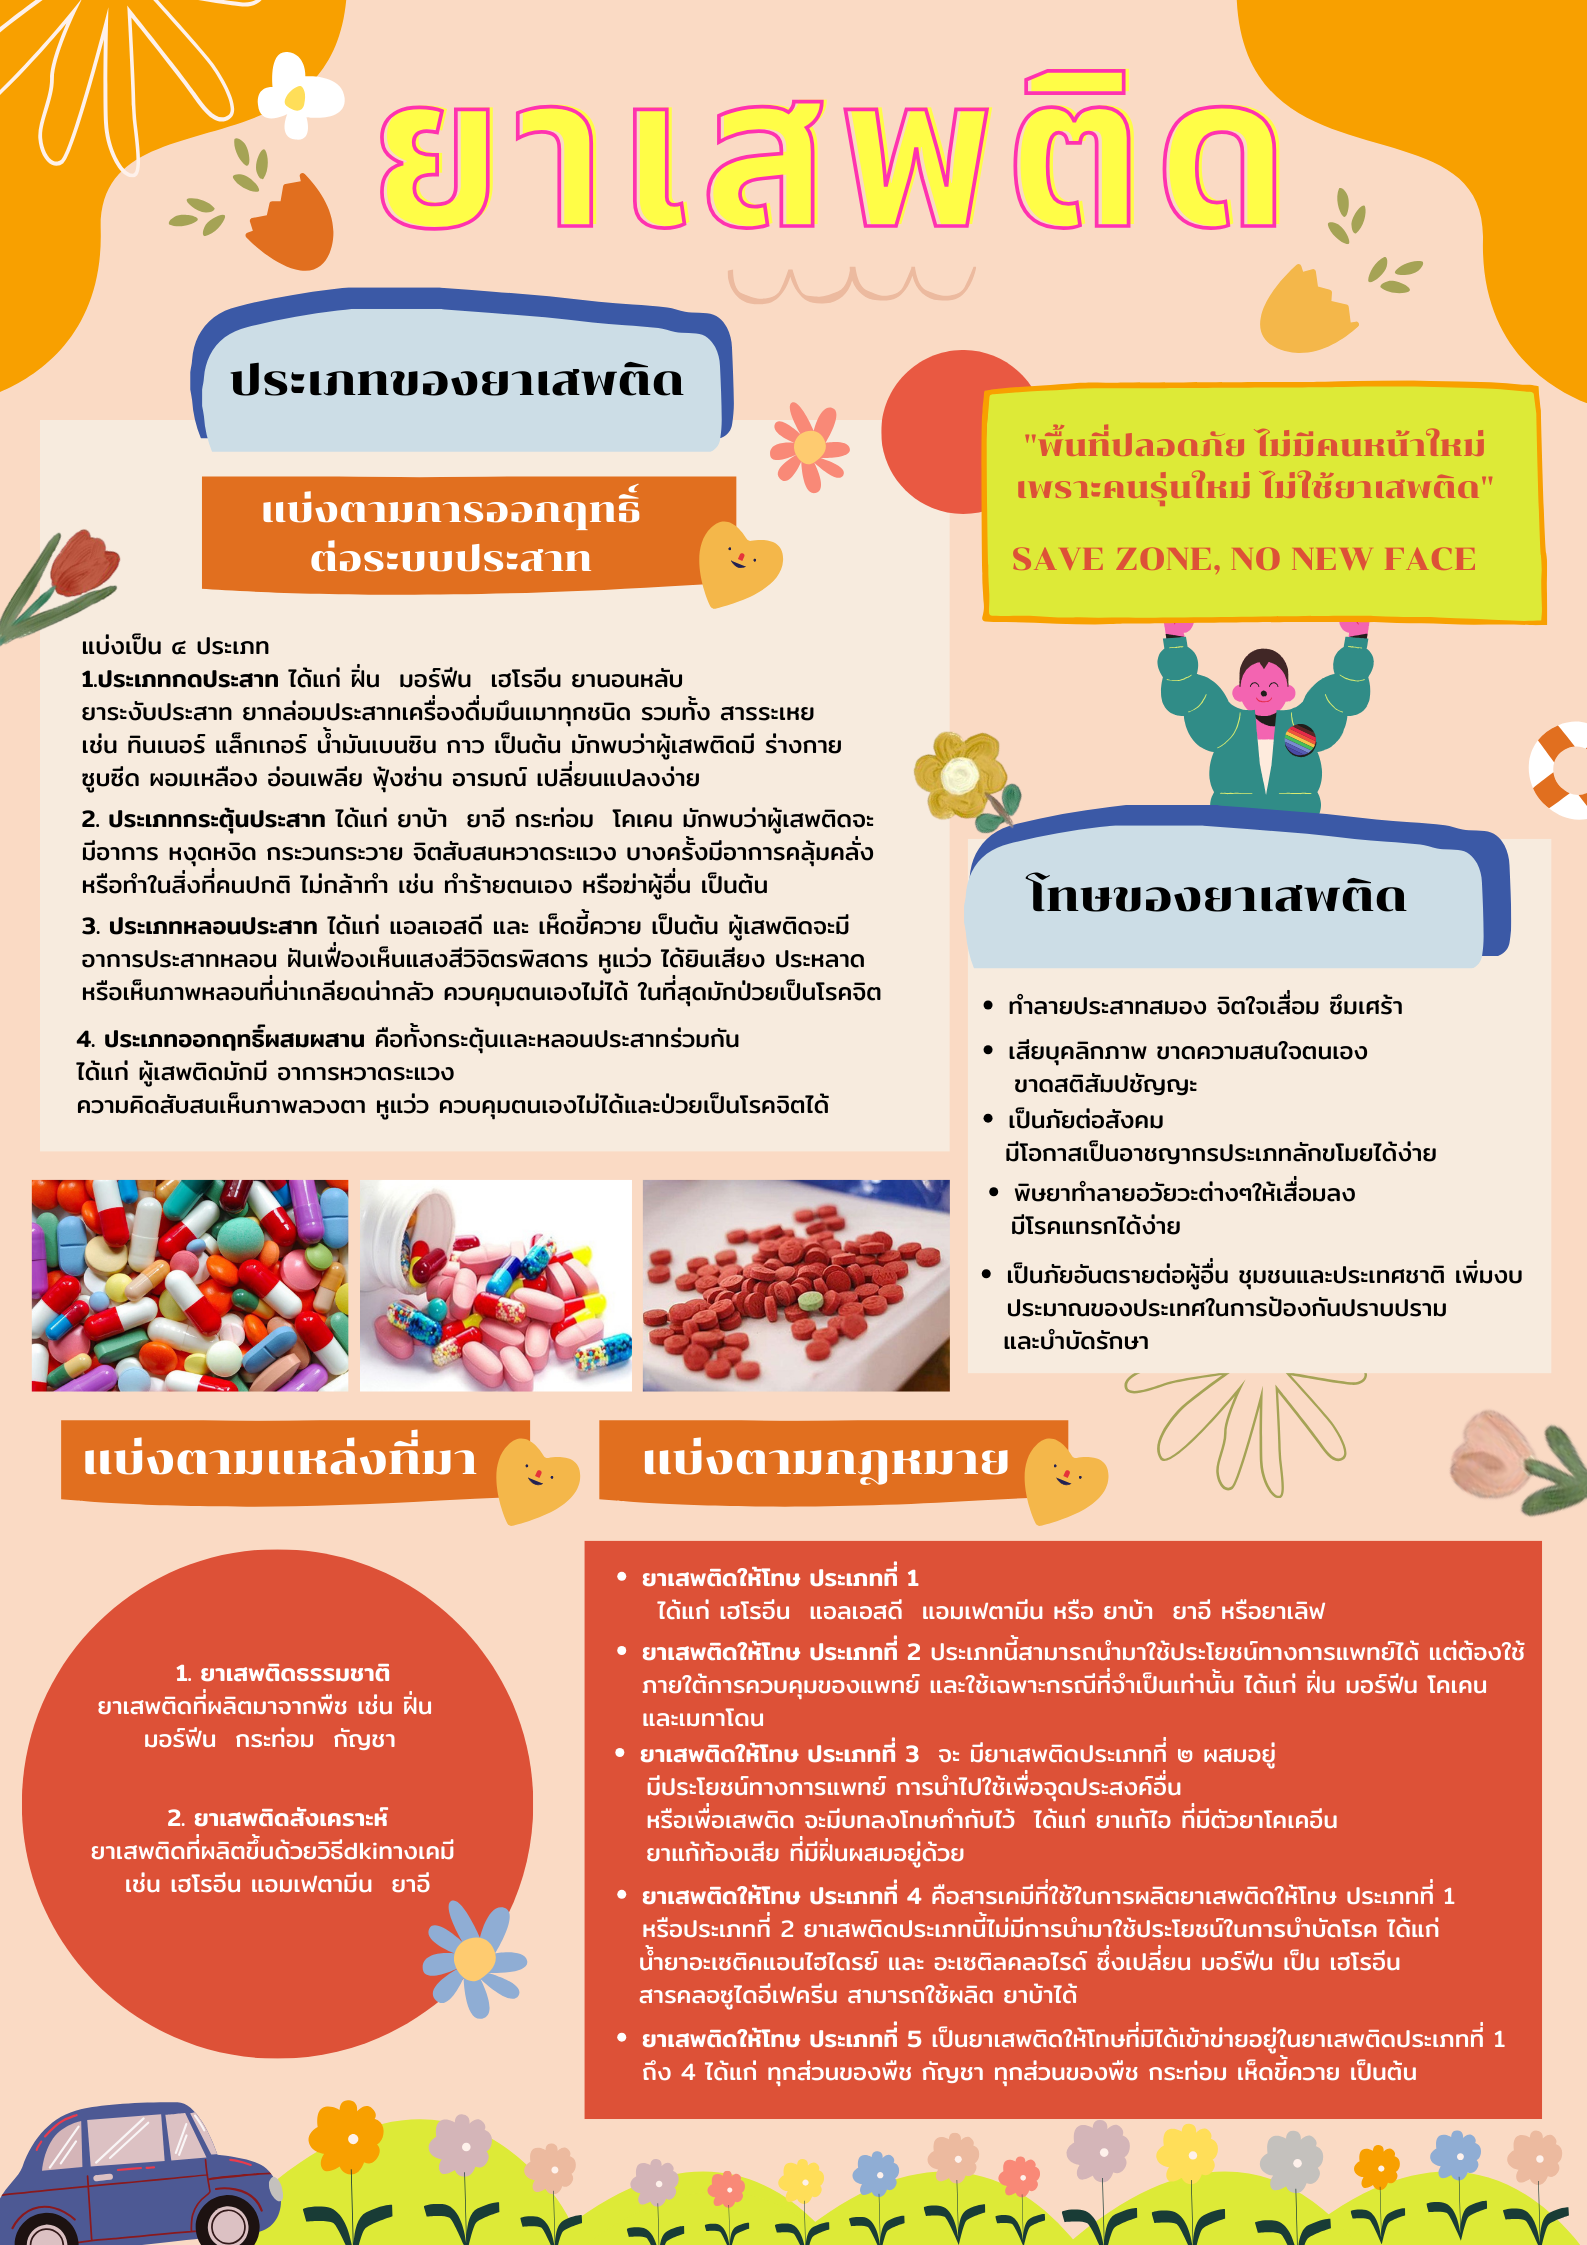 ยาเสพติด
ประเภทของยาเสพติด
แบ่งตามการออกฤทธิ์
ต่อระบบประสาท
แบ่งเป็น ๔ ประเภท
1.ประเภทกดประสาท ได้แก่ ฝิ่น มอร์ฟีน เฮโรอีน ยานอนหลับ
ยาระงับประสาท ยากล่อมประสาทเครื่องดื่มมึนเมาทุกชนิด รวมทั้ง สารระเหย
เช่น ทินเนอร์ แล็กเกอร์ น้ำมันเบนซิน กาว เป็นต้น มักพบว่าผู้เสพติดมี ร่างกาย
ซูบซีด ผอมเหลือง อ่อนเพลีย ฟุ้งซ่าน อารมณ์ เปลี่ยนแปลงง่าย
2. ประเภทกระตุ้นประสาท ได้แก่ ยาบ้า ยาอี กระท่อม โคเคน มักพบว่าผู้เสพติดจะ
มีอาการ หงุดหงิด กระวนกระวาย จิตสับสนหวาดระแวง บางครั้งมีอาการคลุ้มคลั่ง
หรือทำในสิ่งที่คนปกติ ไม่กล้าทำ เช่น ทำร้ายตนเอง หรือฆ่าผู้อื่น เป็นต้น
3. ประเภทหลอนประสาท ได้แก่ แอลเอสดี และ เห็ดขี้ควาย เป็นต้น ผู้เสพติดจะมี
อาการประสาทหลอน ฝันเฟื่องเห็นแสงสีวิจิตรพิสดาร หูแว่ว ได้ยินเสียง ประหลาด
หรือเห็นภาพหลอนที่น่าเกลียดน่ากลัว ควบคุมตนเองไม่ได้ ในที่สุดมักป่วยเป็นโรคจิต
4. ประเภทออกฤทธิ์ผสมผสาน คือทั้งกระตุ้นและหลอนประสาทร่วมกัน
ได้แก่ ผู้เสพติดมักมี อาการหวาดระแวง
ความคิดสับสนเห็นภาพลวงตา หูแว่ว ควบคุมตนเองไม่ได้และป่วยเป็นโรคจิตได้
"พื้นที่ปลอดภัย ไม่มีคนหน้าใหม่
เพราะคนรุ่นใหม่ ไม่ใช้ยาเสพติด"
SAVE ZONE, NO NEW FACE
โทษของยาเสพติด
• ทำลายประสาทสมอง จิตใจเสื่อม ซึมเศร้า
• เสียบุคลิกภาพ ขาดความสนใจตนเอง
ขาดสติสัมปชัญญะ
• เป็นภัยต่อสังคม
มีโอกาสเป็นอาชญากรประเภทลักขโมยได้ง่าย
• พิษยาทำลายอวัยวะต่างๆให้เสื่อมลง
มีโรคแทรกได้ง่าย
• เป็นภัยอันตรายต่อผู้อื่น ชุมชนและประเทศชาติ เพิ่มงบ
ประมาณของประเทศในการป้องกันปราบปราม
และบำบัดรักษา
แบ่งตามแหล่งที่มา
1. ยาเสพติดธรรมชาติ
ยาเสพติดที่ผลิตมาจากพืช เช่น ฝิ่น
มอร์ฟีน กระท่อม กัญชา
2. ยาเสพติดสังเคราะห์
ยาเสพติดที่ผลิตขึ้นด้วยวิธีdkiทางเคมี
เช่น เฮโรอีน แอมเฟตามีน ยาอี
แบ่งตามกฎหมาย
• ยาเสพติดให้โทษ ประเภทที่ 1
ได้แก่ เฮโรอีน แอลเอสดี แอมเฟตามีน หรือ ยาบ้า ยาอี หรือยาเลิฟ
• ยาเสพติดให้โทษ ประเภทที่ 2 ประเภทนี้สามารถนำมาใช้ประโยชน์ทางการแพทย์ได้ แต่ต้องใช้
ภายใต้การควบคุมของแพทย์ และใช้เฉพาะกรณีที่จำเป็นเท่านั้น ได้แก่ ฝิ่น มอร์ฟีน โคเคน
และเมทาโดน
• ยาเสพติดให้โทษ ประเภทที่ 3 จะ มียาเสพติดประเภทที่ ๒ ผสมอยู่
มีประโยชน์ทางการแพทย์ การนำไปใช้เพื่อจุดประสงค์อื่น
หรือเพื่อเสพติด จะมีบทลงโทษกำกับไว้ ได้แก่ ยาแก้ไอ ที่มีตัวยาโคเคอีน
ยาแก้ท้องเสีย ที่มีฝิ่นผสมอยู่ด้วย
• ยาเสพติดให้โทษ ประเภทที่ 4 คือสารเคมีที่ใช้ในการผลิตยาเสพติดให้โทษ ประเภทที่ 1
หรือประเภทที่ 2 ยาเสพติดประเภทนี้ไม่มีการนำมาใช้ประโยชน์ในการบำบัดโรค ได้แก่
น้ำยาอะเซติคแอนไฮไดรย์ และ อะเซติลคลอไรด์ ซึ่งเปลี่ยน มอร์ฟีน เป็น เฮโรอีน
สารคลอซูไดอีเฟครีน สามารถใช้ผลิต ยาบ้าได้
• ยาเสพติดให้โทษ ประเภทที่ 5 เป็นยาเสพติดให้โทษที่มิได้เข้าข่ายอยู่ในยาเสพติดประเภทที่ 1
ถึง 4 ได้แก่ ทุกส่วนของพืช กัญชา ทุกส่วนของพืช กระท่อม เห็ดขี้ควาย เป็นต้น